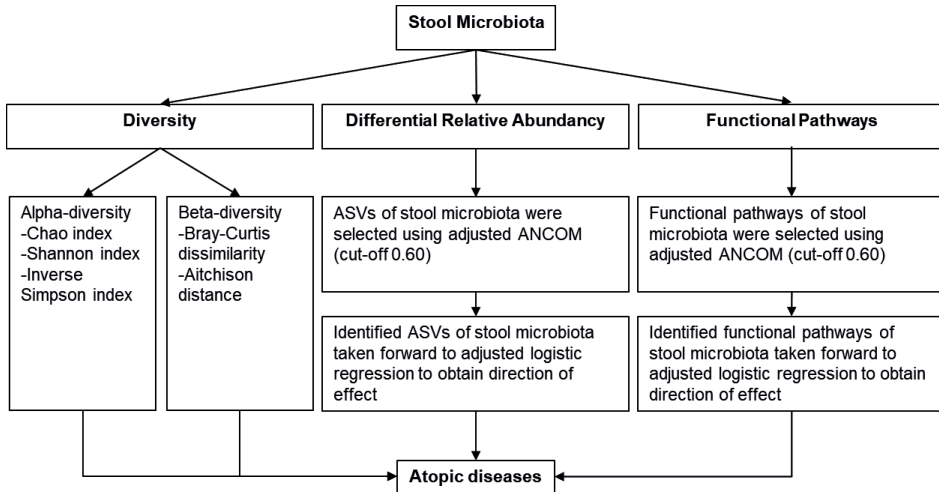 Stool Microbiota
Diversity
Differential Relative Abundancy
Functional Pathways
Alpha-diversity
-Chao index
-Shannon index
-Inverse
Simpson index
Beta-diversity
-Bray-Curtis
dissimilarity
-Aitchison
distance
ASVs of stool microbiota were
selected using adjusted ANCOM
(cut-off 0.60)
Functional pathways of stool
microbiota were selected using
adjusted ANCOM (cut-off 0.60)
Identified ASVs of stool microbiota
taken forward to adjusted logistic
regression to obtain direction of
effect
Identified functional pathways of
stool microbiota taken forward to
adjusted logistic regression to obtain
direction of effect
Atopic diseases